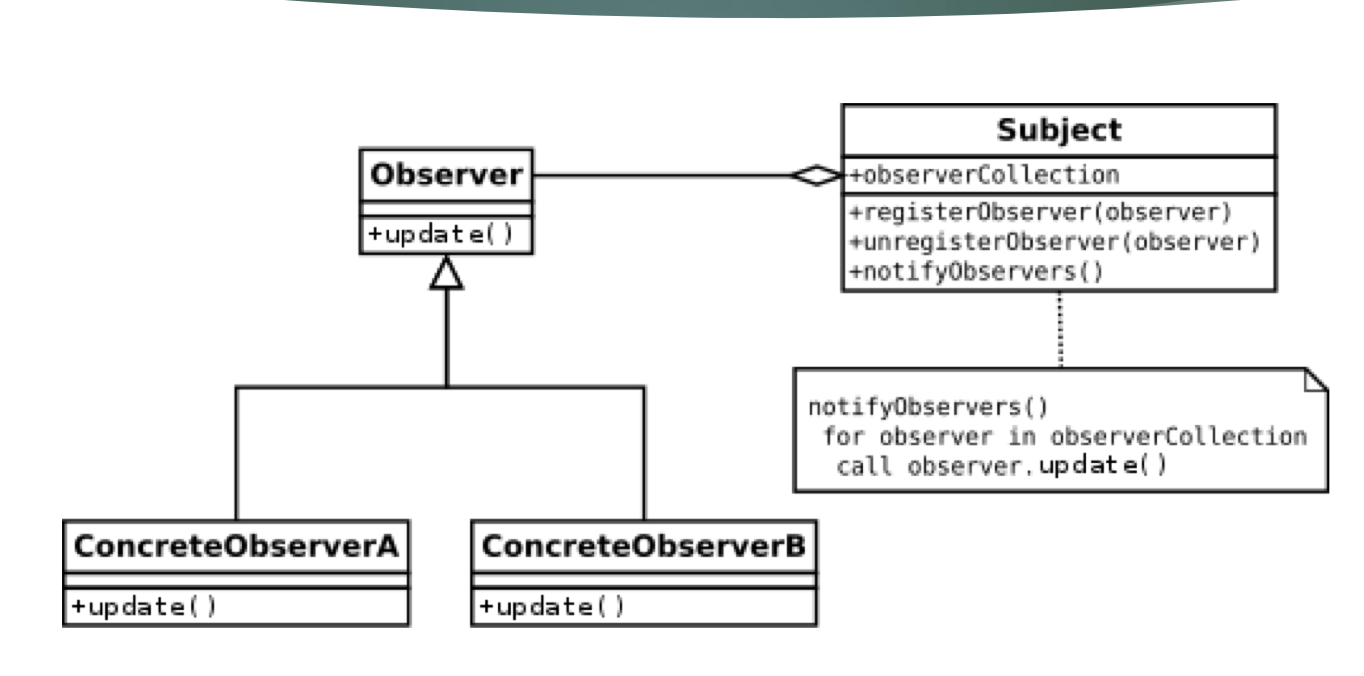 Observer
+update()
Subject
+observerCollection
+registerObserver(observer)
+unregisterObserver(observer)
+notifyObservers()
notifyObservers()
for observer in observerCollection
call observer.update()
ConcreteObserverA
+update()
ConcreteObserverB
+update()